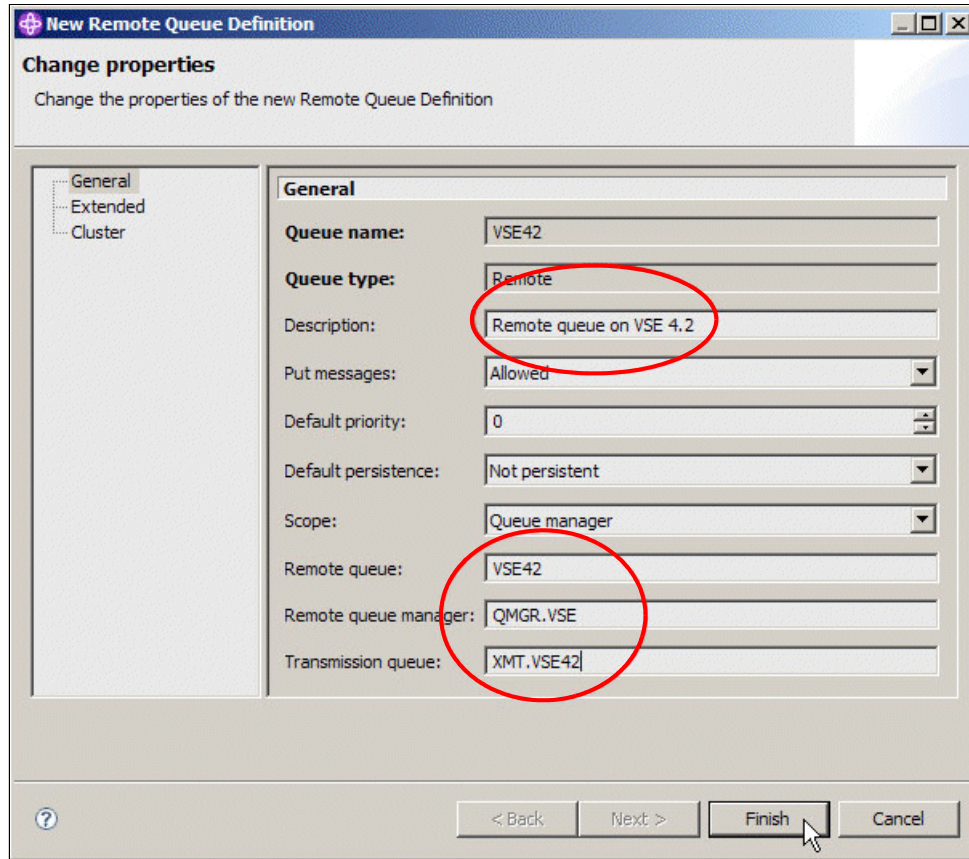 New Remote Queue Definition
Change properties
Change the properties of the new Remote Queue Definition
General
Extended
Cluster
General
Queue name: VSE42
Queue type: Remote
Description: Remote queue on VSE 4.2
Put messages: Allowed
Default priority: 0
Default persistence: Not persistent
Scope: Queue manager
Remote queue: VSE42
Remote queue manager: QMGR.VSE
Transmission queue: XMT.VSE42
? < Back Next > Finish Cancel